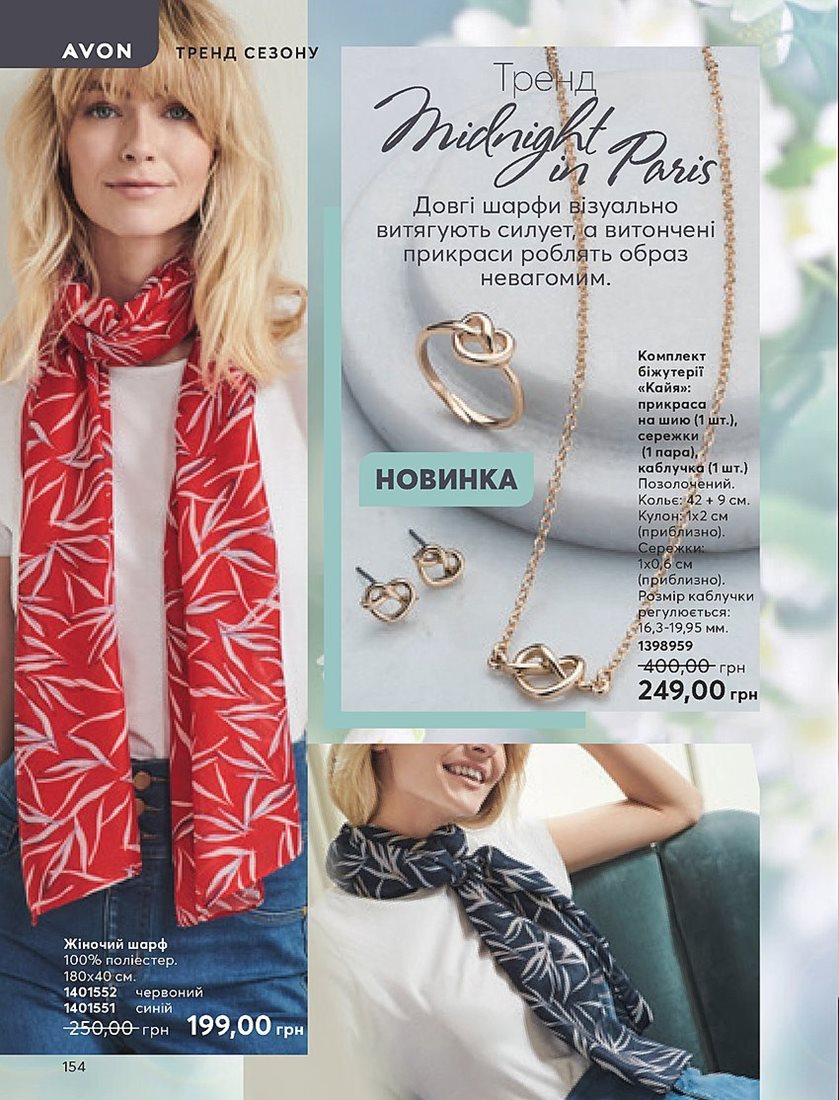 AVON
ТРЕНД СЕЗОНУ
Тренд
Midnight
in Paris
Довгі шарфи візуально
витягують силует, а витончені
прикраси роблять образ
невагомим.
Комплект
біжутерії
«Кайя»:
прикраса
на шию (1 шт.),
сережки
(1 пара),
каблучка (1 шт.)
Позолочений.
Кольє: 42 + 9 см.
Кулон: 1х2 см
(приблизно).
Сережки:
1х0,6 см
(приблизно).
Розмір каблучки
регулюється:
16,3-19,95 мм.
1398959
400,00 грн
249,00 грн
НОВИНКА
Жіночий шарф
100% поліестер.
180х40 см.
1401552 червоний
1401551 синій
250,00 грн 199,00 грн
154